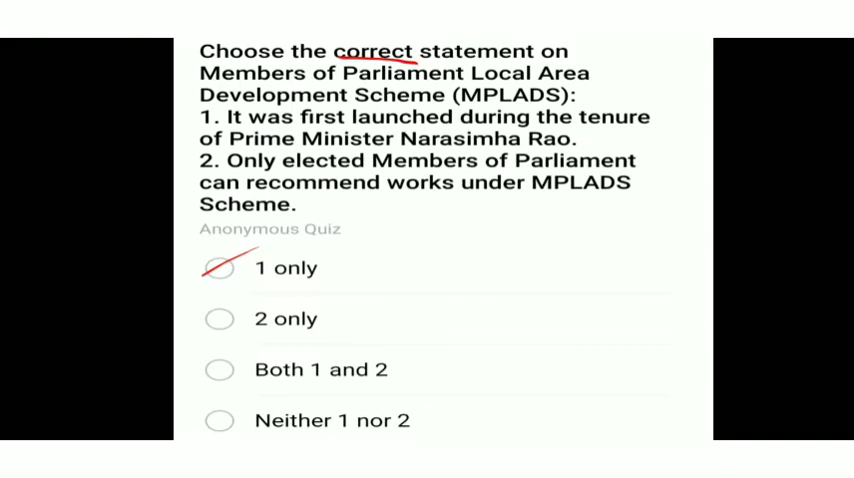 Choose the correct statement on
Members of Parliament Local Area
Development Scheme (MPLADS):
1. It was first launched during the tenure
of Prime Minister Narasimha Rao.
2. Only elected Members of Parliament
can recommend works under MPLADS
Scheme.
Anonymous Quiz
1 only
2 only
Both 1 and 2
Neither 1 nor 2